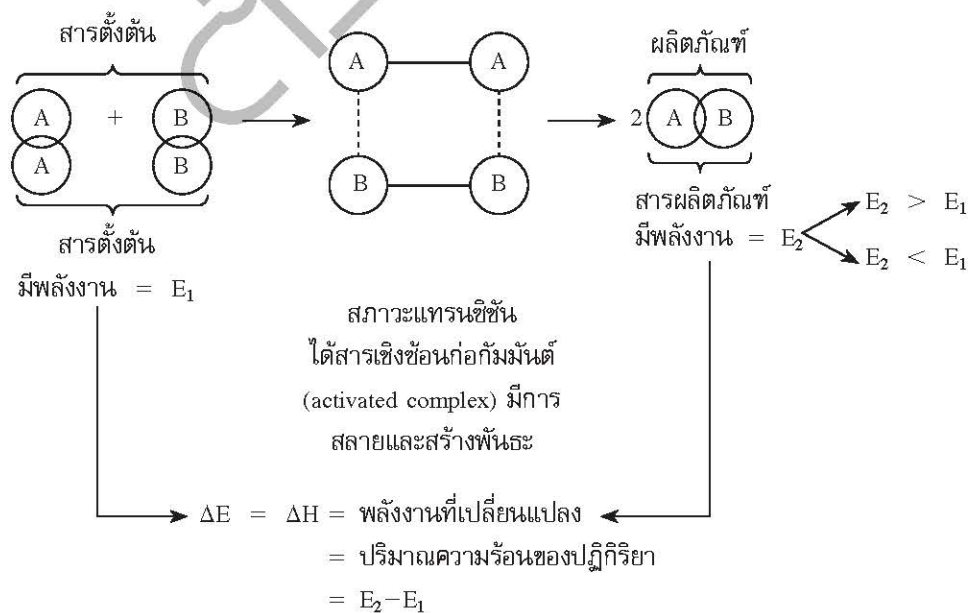 สารตั้งต้น
A + B
A B
สารตั้งต้น
มีพลังงาน = E₁
A A
B B
สภาวะแทรนซิชัน
ได้สารเชิงซ้อนก่อกัมมันต์
(activated complex) มีการ
สลายและสร้างพันธะ
ผลิตภัณฑ์
2 A B
สารผลิตภัณฑ์
มีพลังงาน = E₂
E₂ > E₁
E₂ < E₁
ΔE = ΔH = พลังงานที่เปลี่ยนแปลง
= ปริมาณความร้อนของปฏิกิริยา
= E₂−E₁